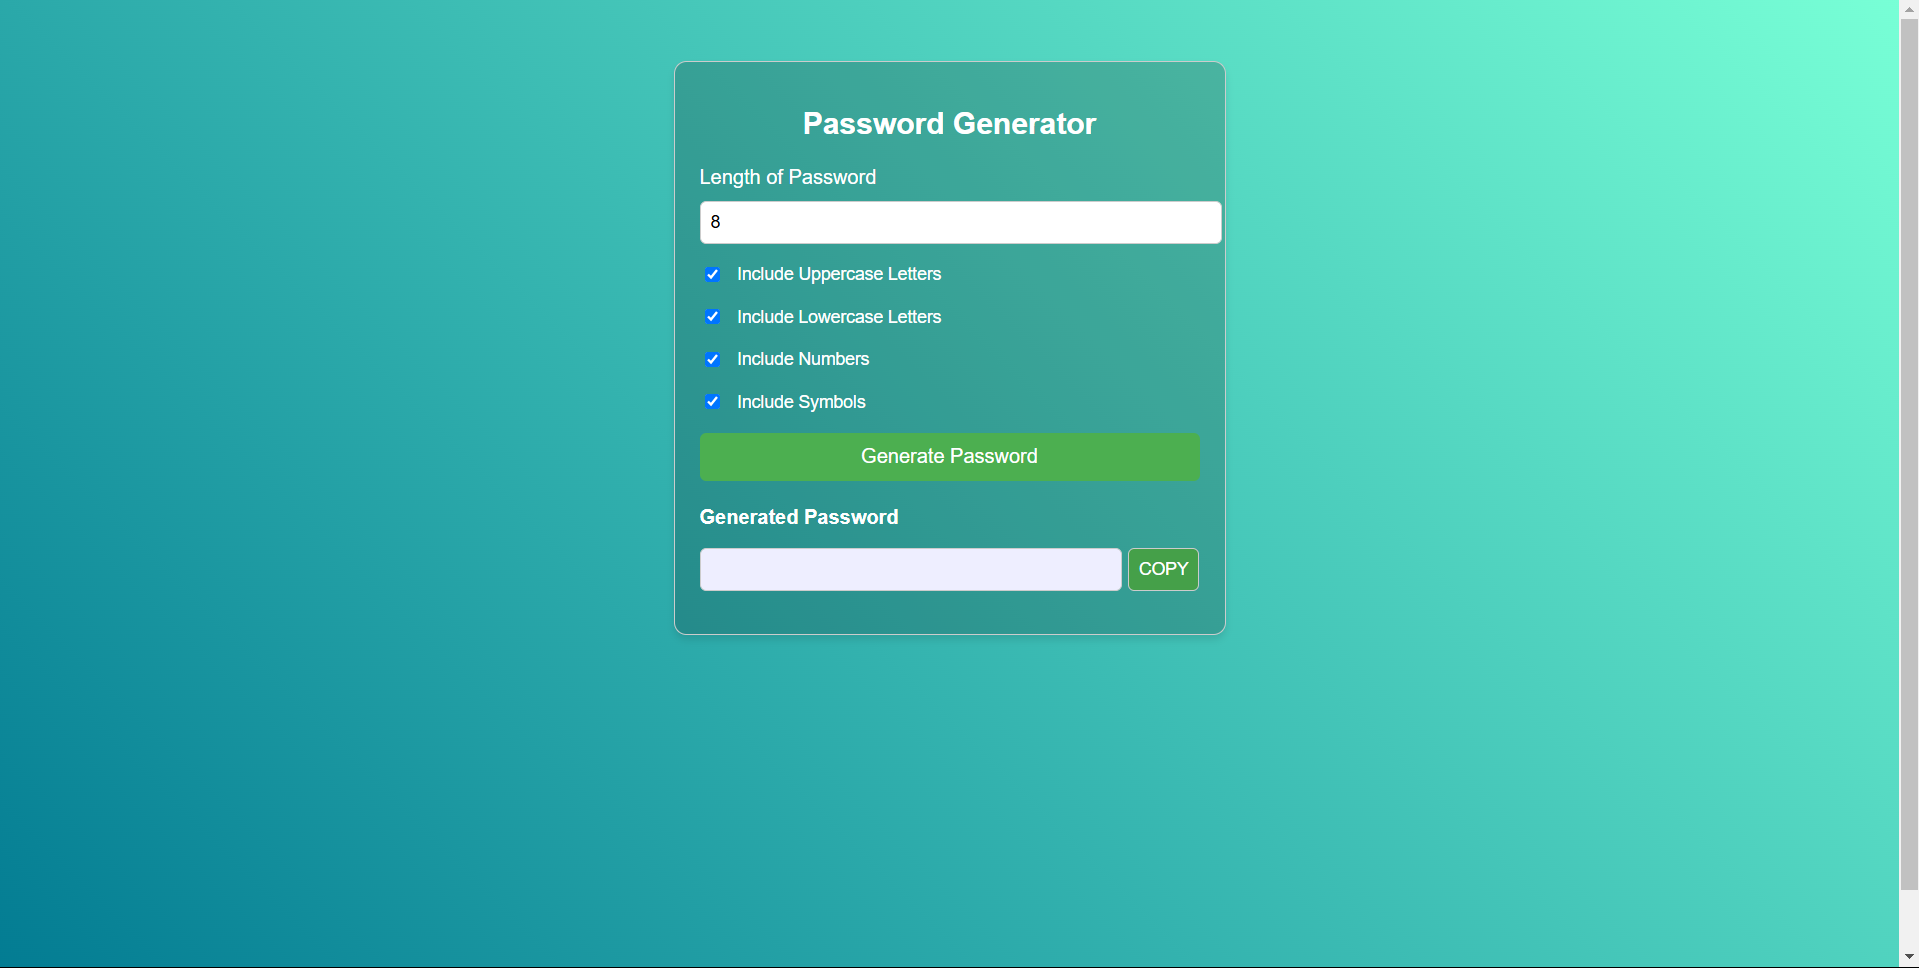 Password Generator
Length of Password
8
Include Uppercase Letters
Include Lowercase Letters
Include Numbers
Include Symbols
Generate Password
Generated Password
COPY